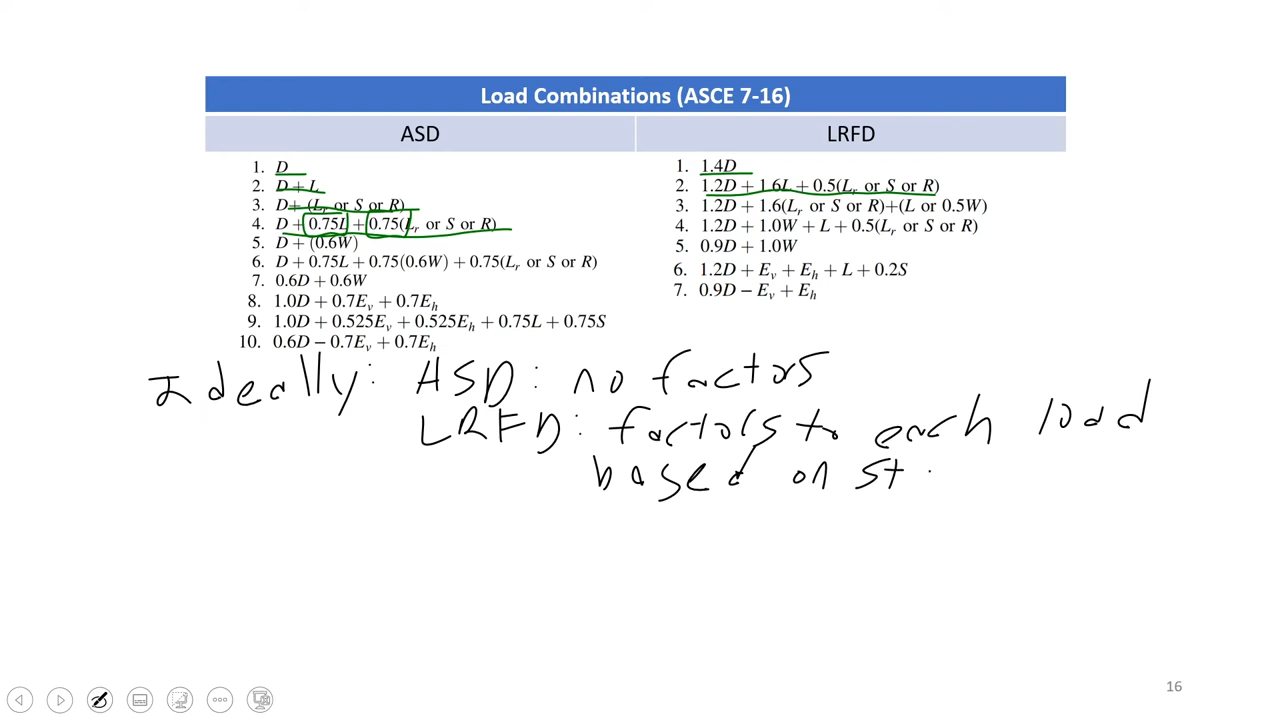 Load Combinations (ASCE 7-16)
ASD
LRFD
1. D
2. D + L
3. D + (Lr or S or R)
4. D + 0.75L + 0.75(Lr or S or R)
5. D + (0.6W)
6. D + 0.75L + 0.75(0.6W) + 0.75(Lr or S or R)
7. 0.6D + 0.6W
8. 1.0D + 0.7Ev + 0.7Eh
9. 1.0D + 0.525Ev + 0.525Eh + 0.75L + 0.75S
10. 0.6D − 0.7Ev + 0.7Eh
1. 1.4D
2. 1.2D + 1.6L + 0.5(Lr or S or R)
3. 1.2D + 1.6(Lr or S or R)+(L or 0.5W)
4. 1.2D + 1.0W + L + 0.5(Lr or S or R)
5. 0.9D + 1.0W
6. 1.2D + Ev + Eh + L + 0.2S
7. 0.9D − Ev + Eh
Ideally: ASD: no factors
LRFD: factors to each load
based on st
16